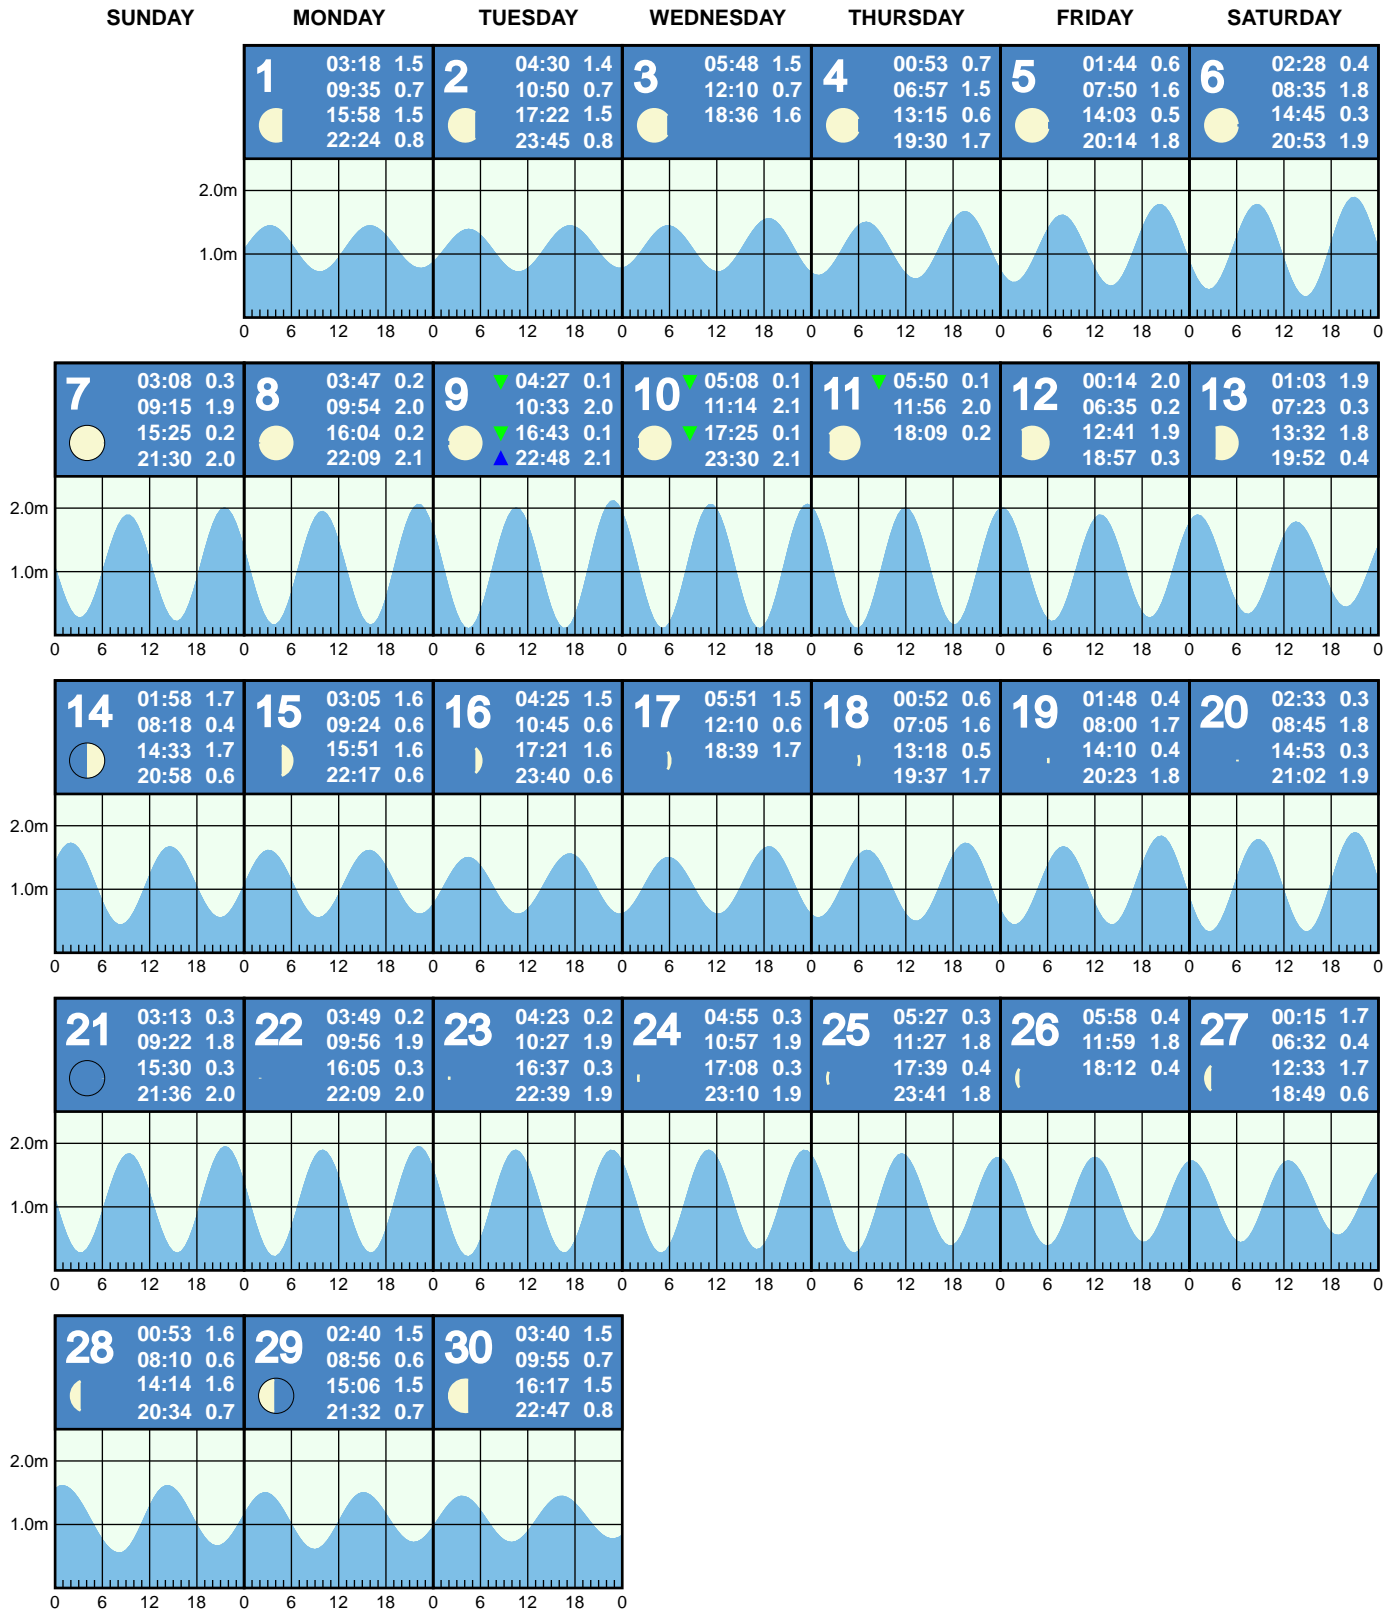 SUNDAY MONDAY TUESDAY WEDNESDAY THURSDAY FRIDAY SATURDAY
1 03:18 1.5
09:35 0.7
15:58 1.5
22:24 0.8
2 04:30 1.4
10:50 0.7
17:22 1.5
23:45 0.8
3 05:48 1.5
12:10 0.7
18:36 1.6
4 00:53 0.7
06:57 1.5
13:15 0.6
19:30 1.7
5 01:44 0.6
07:50 1.6
14:03 0.5
20:14 1.8
6 02:28 0.4
08:35 1.8
14:45 0.3
20:53 1.9
2.0m
1.0m
0 6 12 18 0 6 12 18 0 6 12 18 0 6 12 18 0 6 12 18 0 6 12 18 0
7 03:08 0.3
09:15 1.9
15:25 0.2
21:30 2.0
8 03:47 0.2
09:54 2.0
16:04 0.2
22:09 2.1
9 04:27 0.1
10:33 2.0
16:43 0.1
22:48 2.1
10 05:08 0.1
11:14 2.1
17:25 0.1
23:30 2.1
11 05:50 0.1
11:56 2.0
18:09 0.2
12 00:14 2.0
06:35 0.2
12:41 1.9
18:57 0.3
13 01:03 1.9
07:23 0.3
13:32 1.8
19:52 0.4
2.0m
1.0m
0 6 12 18 0 6 12 18 0 6 12 18 0 6 12 18 0 6 12 18 0 6 12 18 0 6 12 18 0
14 01:58 1.7
08:18 0.4
14:33 1.7
20:58 0.6
15 03:05 1.6
09:24 0.6
15:51 1.6
22:17 0.6
16 04:25 1.5
10:45 0.6
17:21 1.6
23:40 0.6
17 05:51 1.5
12:10 0.6
18:39 1.7
18 00:52 0.6
07:05 1.6
13:18 0.5
19:37 1.7
19 01:48 0.4
08:00 1.7
14:10 0.4
20:23 1.8
20 02:33 0.3
08:45 1.8
14:53 0.3
21:02 1.9
2.0m
1.0m
0 6 12 18 0 6 12 18 0 6 12 18 0 6 12 18 0 6 12 18 0 6 12 18 0 6 12 18 0
21 03:13 0.3
09:22 1.8
15:30 0.3
21:36 2.0
22 03:49 0.2
09:56 1.9
16:05 0.3
22:09 2.0
23 04:23 0.2
10:27 1.9
16:37 0.3
22:39 1.9
24 04:55 0.3
10:57 1.9
17:08 0.3
23:10 1.9
25 05:27 0.3
11:27 1.8
17:39 0.4
23:41 1.8
26 05:58 0.4
11:59 1.8
18:12 0.4
27 00:15 1.7
06:32 0.4
12:33 1.7
18:49 0.6
2.0m
1.0m
0 6 12 18 0 6 12 18 0 6 12 18 0 6 12 18 0 6 12 18 0 6 12 18 0 6 12 18 0
28 00:53 1.6
08:10 0.6
14:14 1.6
20:34 0.7
29 02:40 1.5
08:56 0.6
15:06 1.5
21:32 0.7
30 03:40 1.5
09:55 0.7
16:17 1.5
22:47 0.8
2.0m
1.0m
0 6 12 18 0 6 12 18 0 6 12 18 0